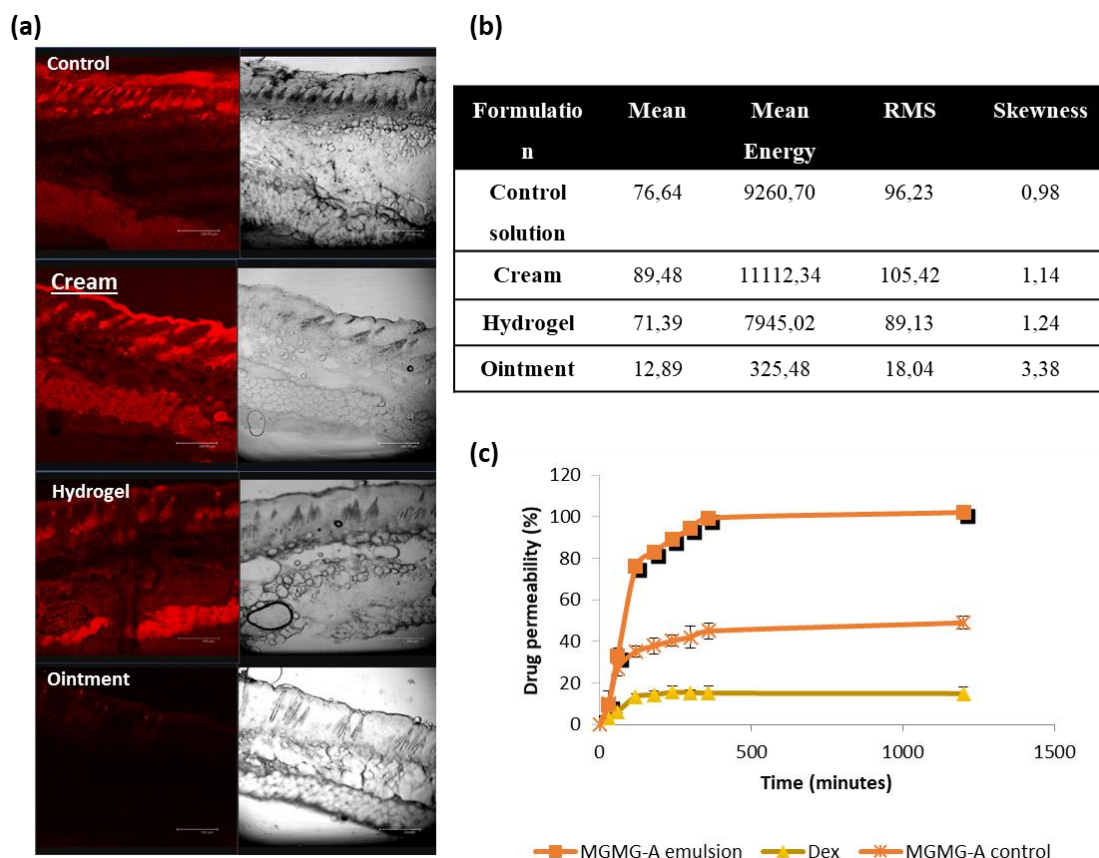 (a)
Control
Cream
Hydrogel
Ointment
(b)
Formulatio
n
Mean
Mean
Energy
RMS
Skewness
Control
solution
76,64
9260,70
96,23
0,98
Cream
89,48
11112,34
105,42
1,14
Hydrogel
71,39
7945,02
89,13
1,24
Ointment
12,89
325,48
18,04
3,38
(c)
Drug permeability (%)
120
100
80
60
40
20
0
0
500
1000
1500
Time (minutes)
MGMG-A emulsion
Dex
MGMG-A control